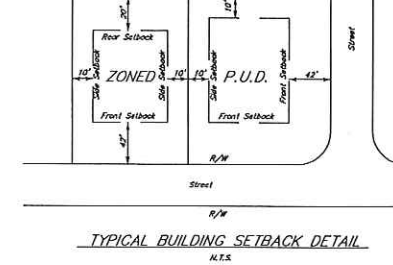 20'
10'
Rear Setback
Street
10'
Side Setback
ZONED
Side Setback
10'
10'
Side Setback
P.U.D.
Front Setback
42'
Front Setback
Front Setback
42'
R/W
Street
R/W
TYPICAL BUILDING SETBACK DETAIL
N.T.S.